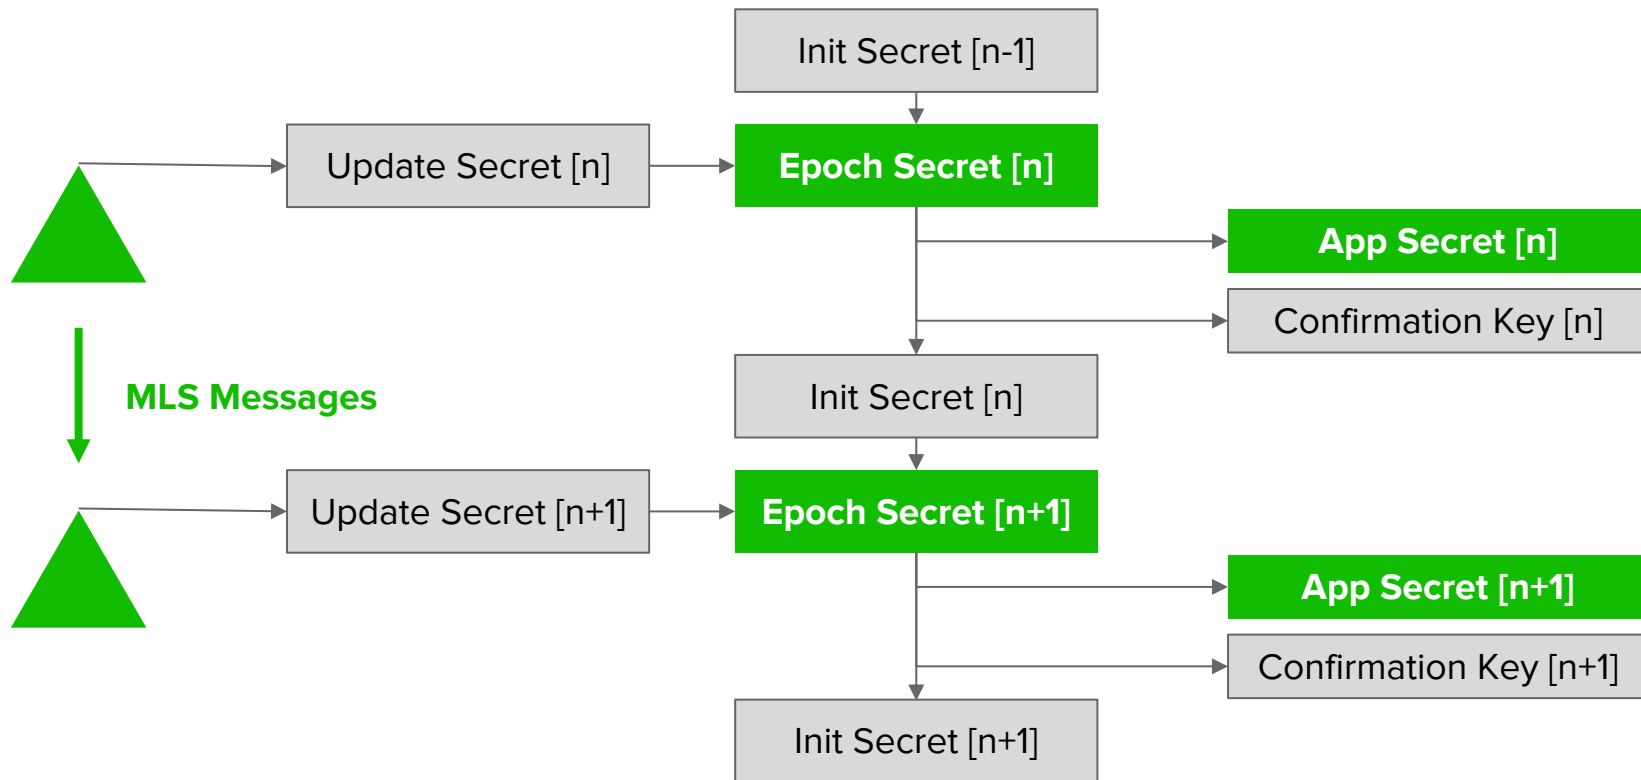 Init Secret [n-1]
Update Secret [n]
Epoch Secret [n]
App Secret [n]
Confirmation Key [n]
Init Secret [n]
MLS Messages
Update Secret [n+1]
Epoch Secret [n+1]
App Secret [n+1]
Confirmation Key [n+1]
Init Secret [n+1]